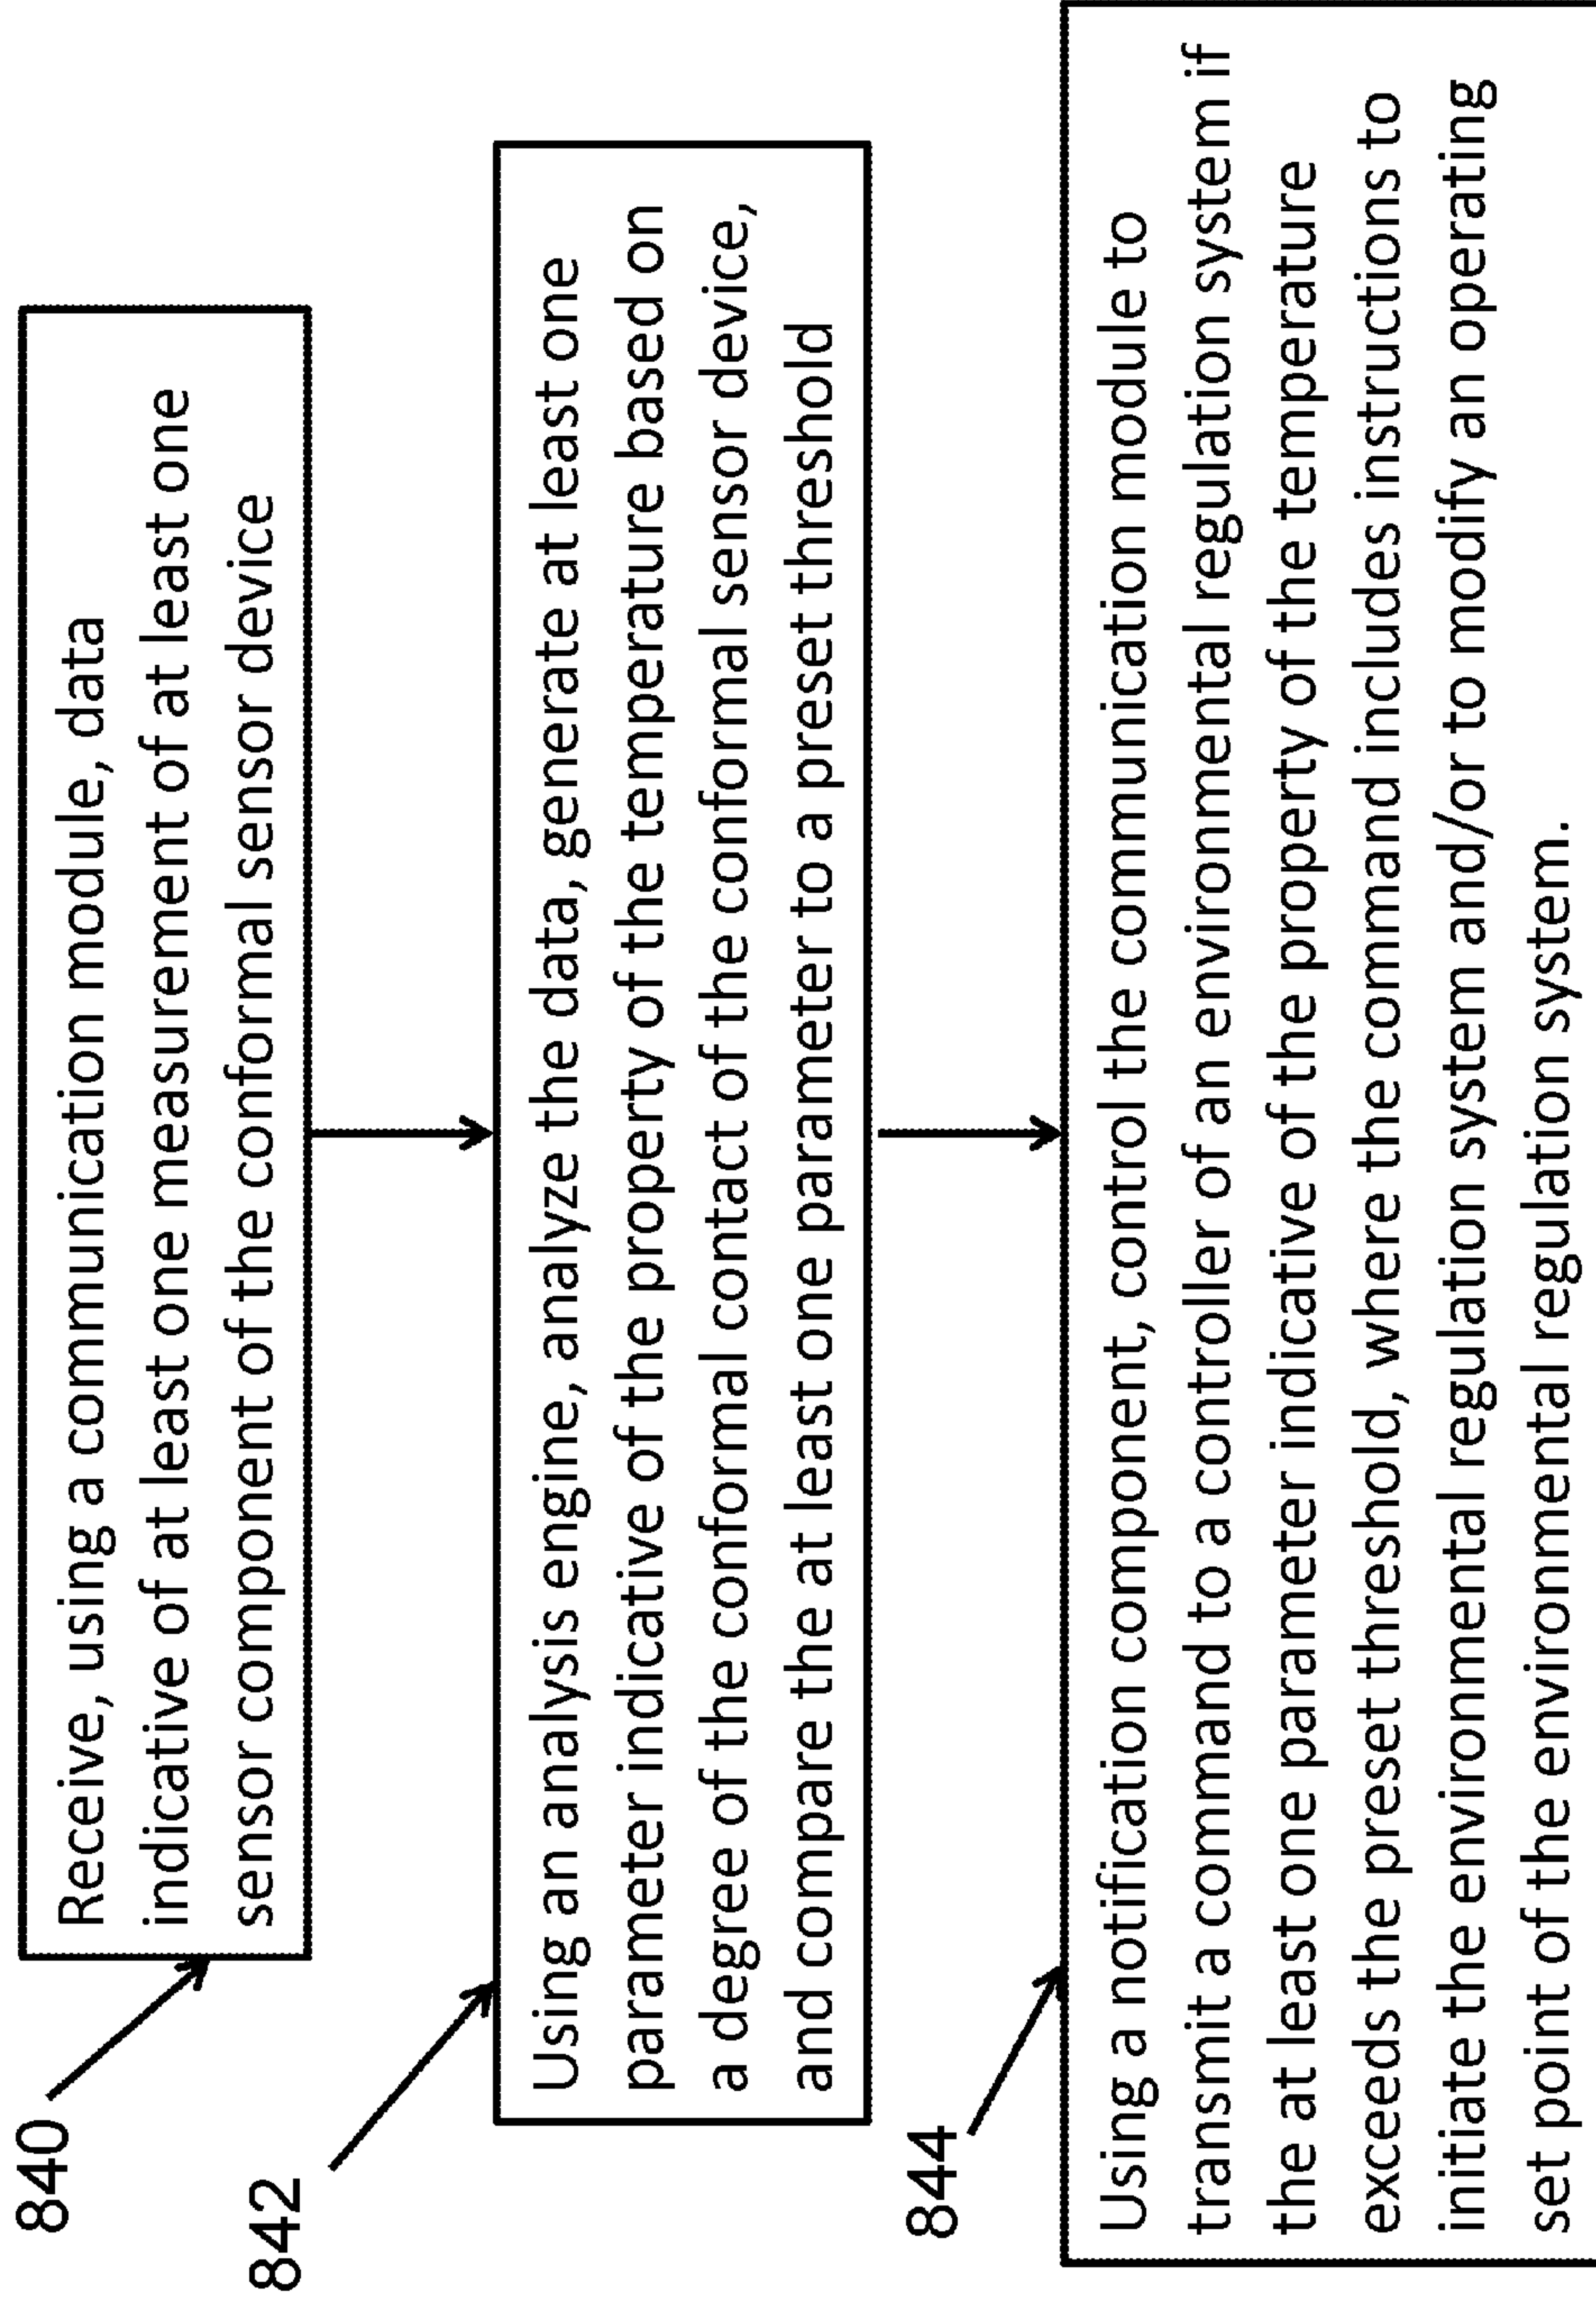 840
Receive, using a communication module, data
indicative of at least one measurement of at least one
sensor component of the conformal sensor device
842
Using an analysis engine, analyze the data, generate at least one
parameter indicative of the property of the temperature based on
a degree of the conformal contact of the conformal sensor device,
and compare the at least one parameter to a preset threshold
844
Using a notification component, control the communication module to
transmit a command to a controller of an environmental regulation system if
the at least one parameter indicative of the property of the temperature
exceeds the preset threshold, where the command includes instructions to
initiate the environmental regulation system and/or to modify an operating
set point of the environmental regulation system.